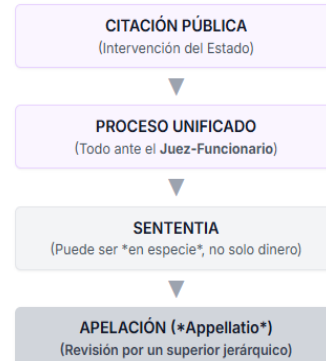 CITACIÓN PÚBLICA
(Intervención del Estado)
PROCESO UNIFICADO
(Todo ante el Juez-Funcionario)
SENTENTIA
(Puede ser *en especie*, no solo dinero)
APELACIÓN (*Appellatio*)
(Revisión por un superior jerárquico)